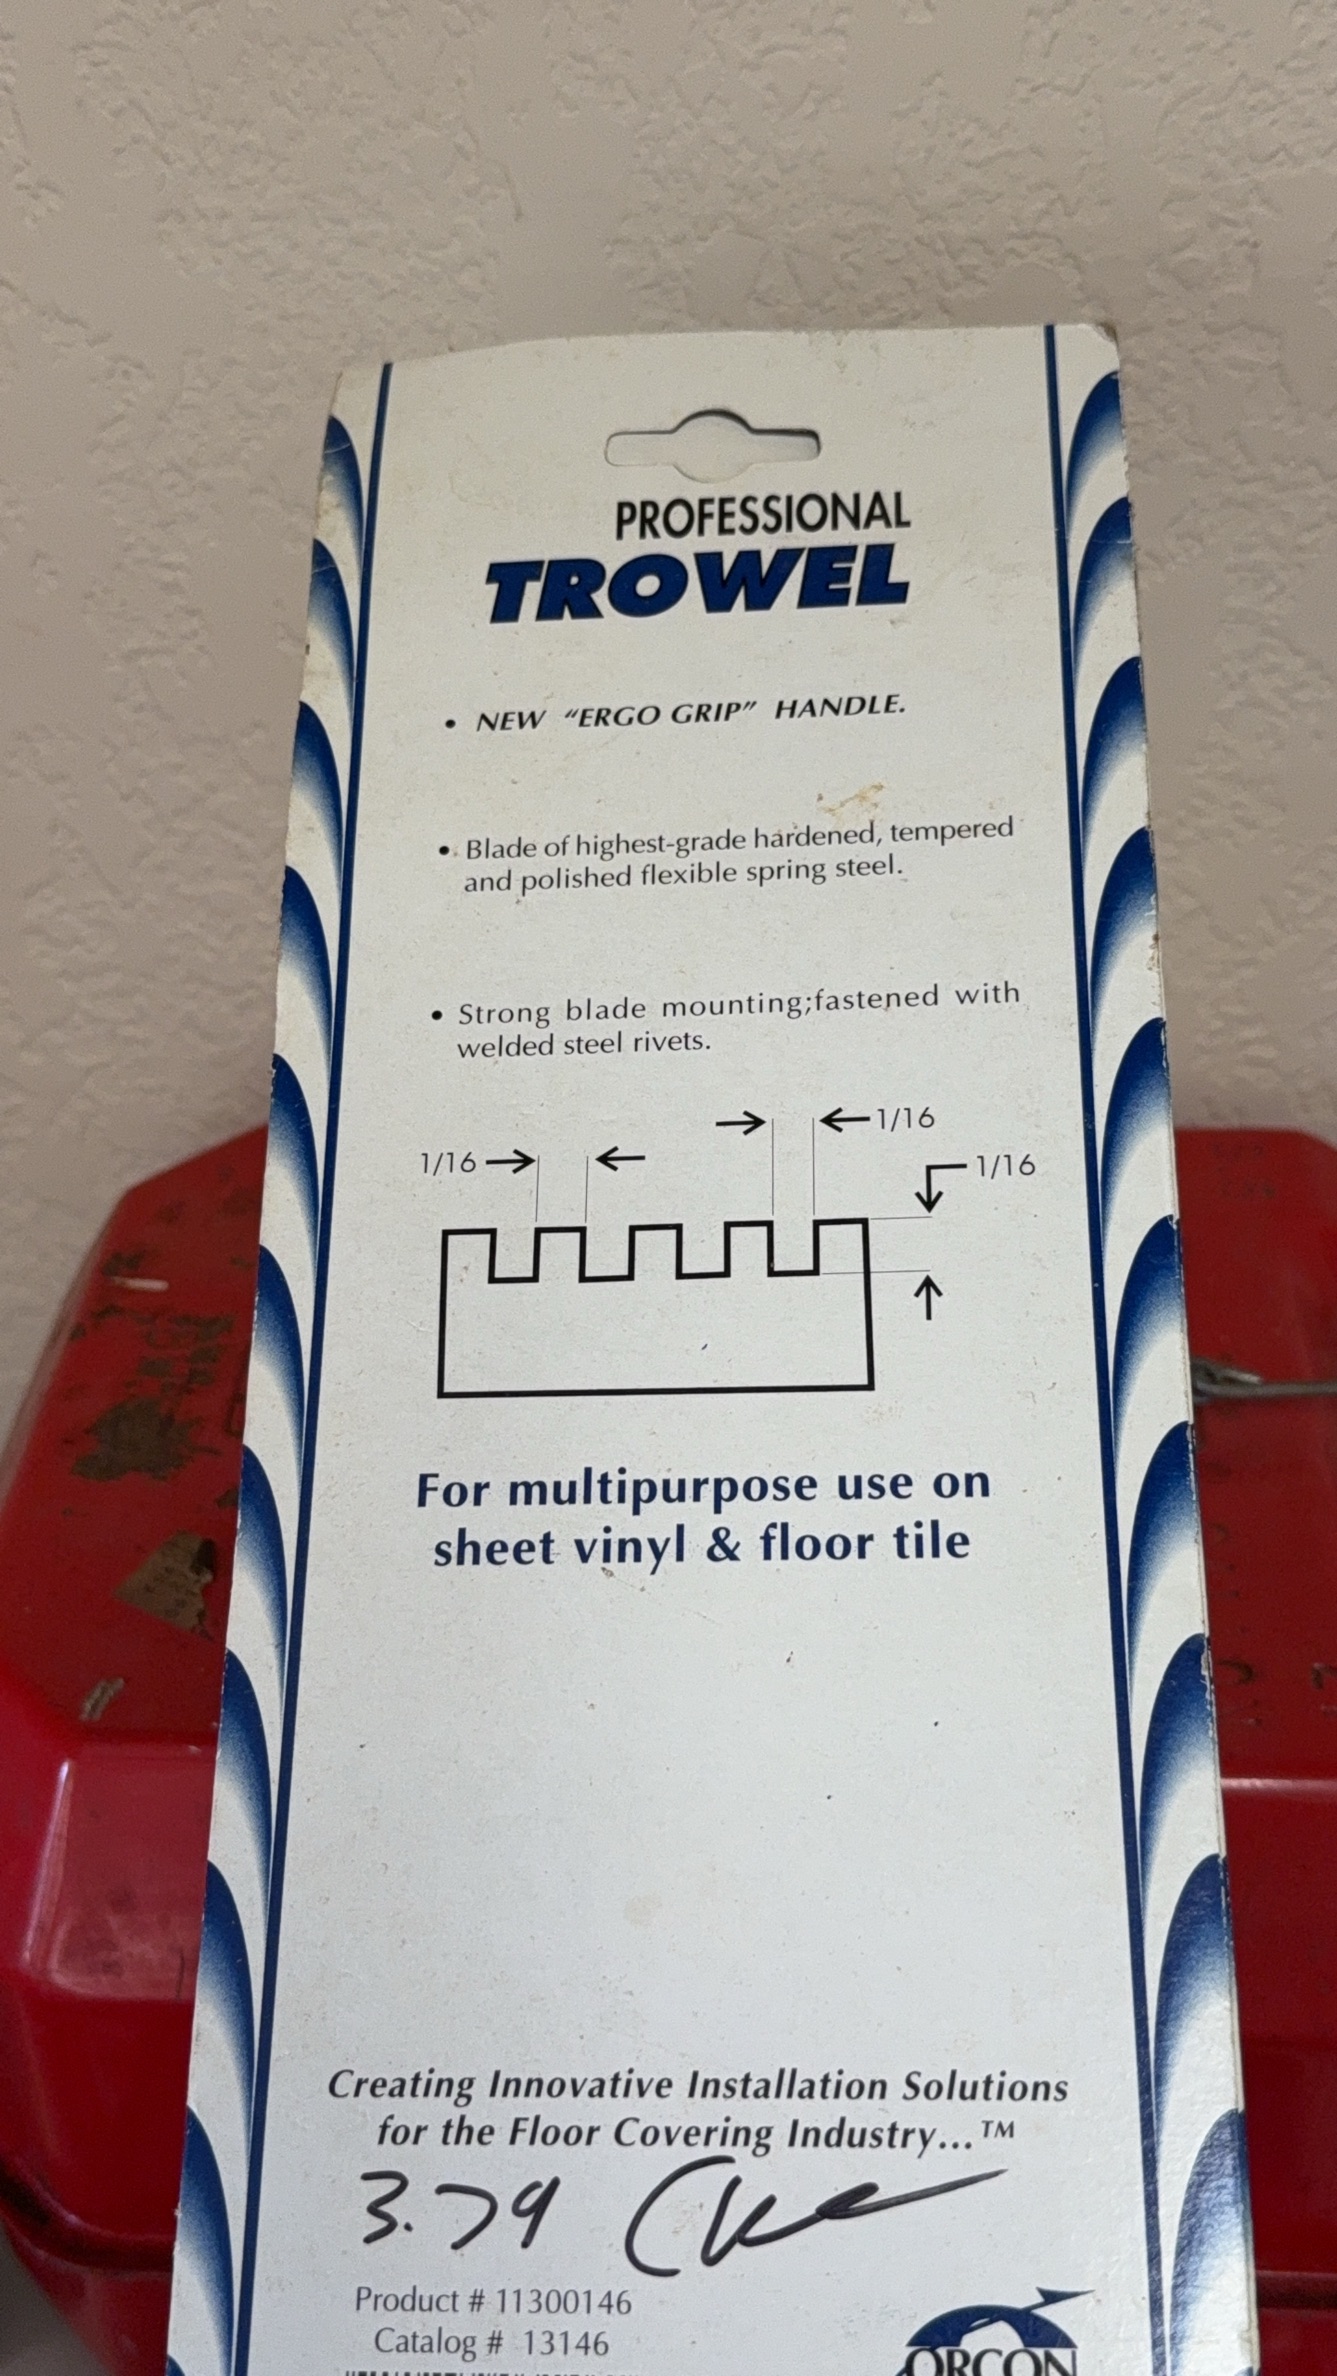 PROFESSIONAL
TROWEL
• NEW “ERGO GRIP” HANDLE.
• Blade of highest-grade hardened, tempered
and polished flexible spring steel.
• Strong blade mounting;fastened with
welded steel rivets.
1/16
1/16
1/16
For multipurpose use on
sheet vinyl & floor tile
Creating Innovative Installation Solutions
for the Floor Covering Industry...™
3.79
Product # 11300146
Catalog # 13146
ORCON